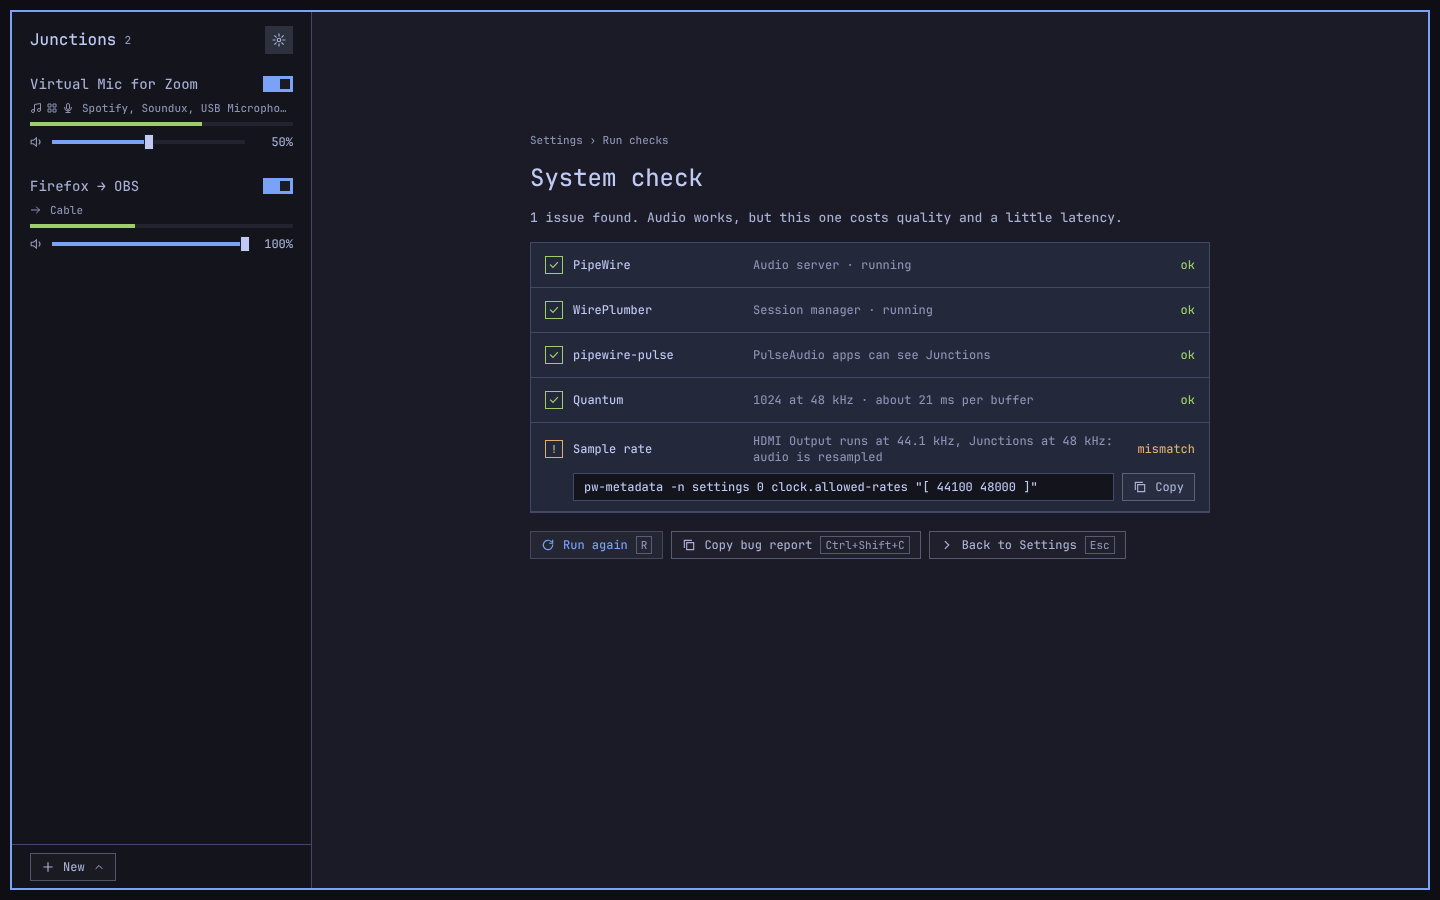 Junctions 2
Virtual Mic for Zoom
Spotify, Soundux, USB Micropho…
50%
Firefox → OBS
Cable
100%
New
Settings › Run checks
System check
1 issue found. Audio works, but this one costs quality and a little latency.
PipeWire Audio server · running ok
WirePlumber Session manager · running ok
pipewire-pulse PulseAudio apps can see Junctions ok
Quantum 1024 at 48 kHz · about 21 ms per buffer ok
! Sample rate HDMI Output runs at 44.1 kHz, Junctions at 48 kHz: mismatch
audio is resampled
pw-metadata -n settings 0 clock.allowed-rates "[ 44100 48000 ]" Copy
Run again R Copy bug report Ctrl+Shift+C Back to Settings Esc